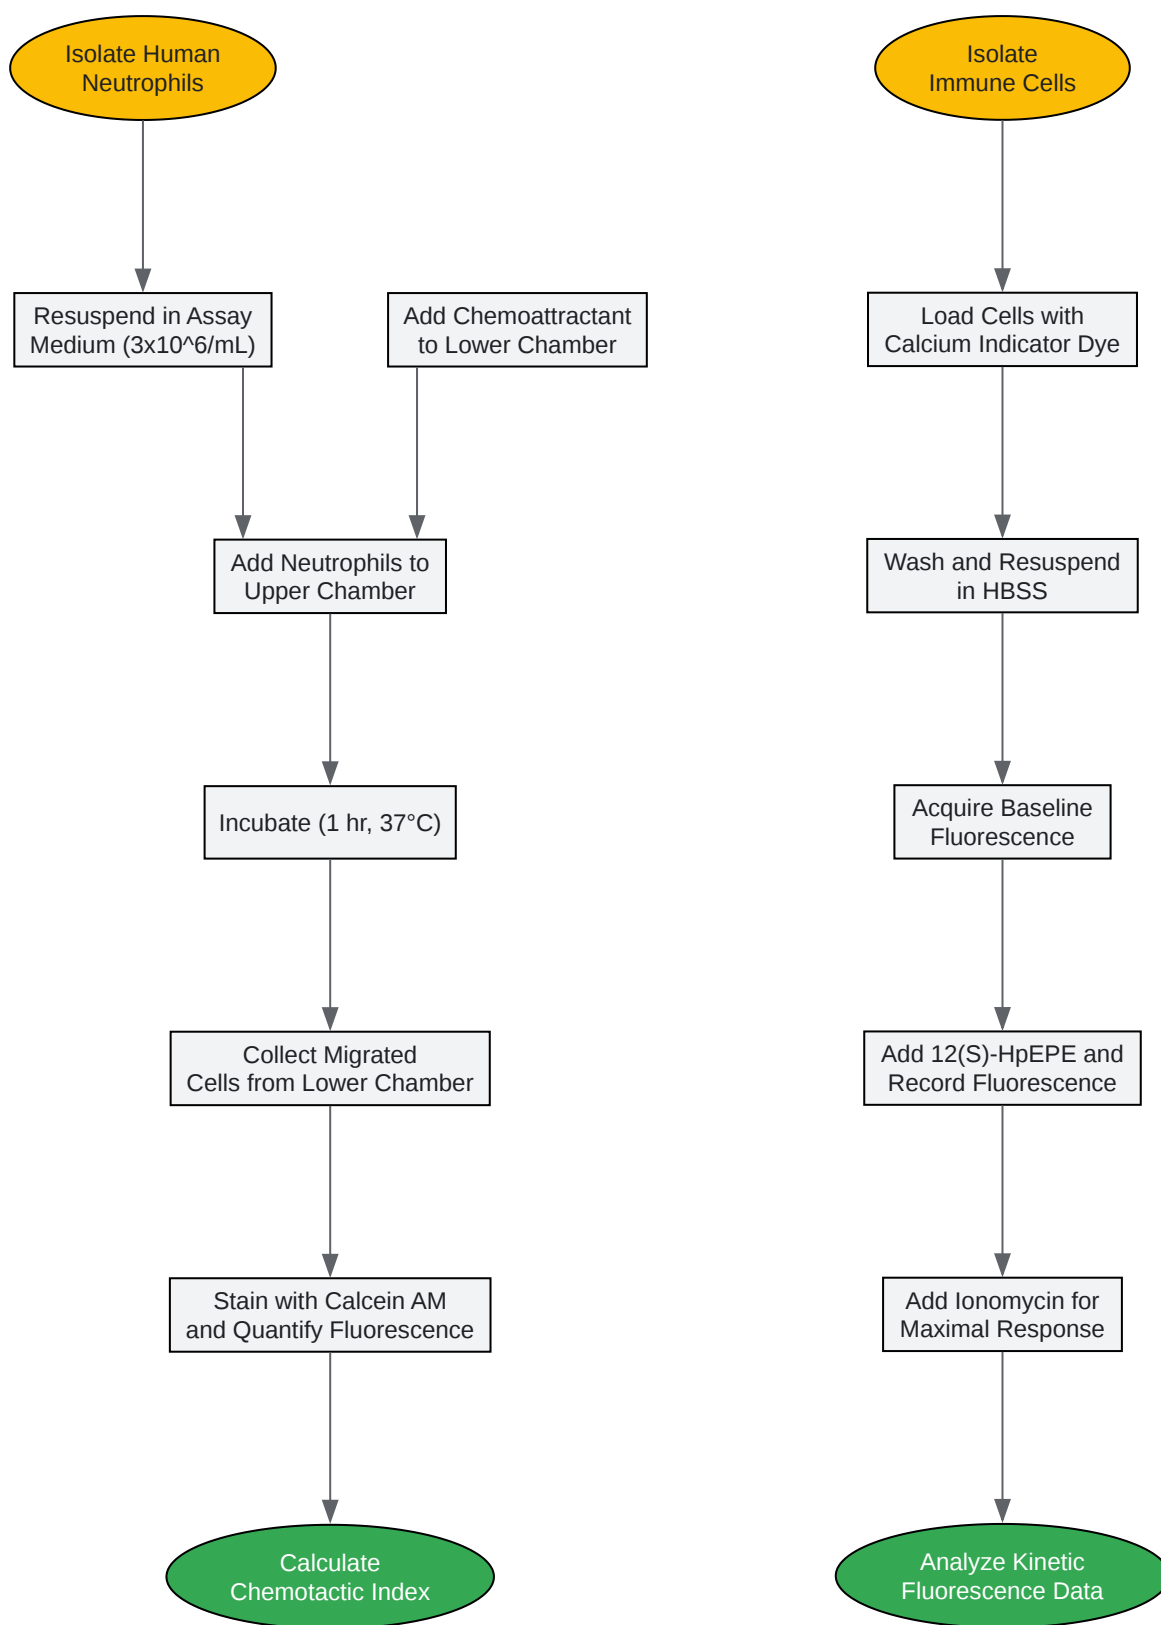 Isolate Human
Neutrophils
Resuspend in Assay
Medium (3x10^6/mL)
Add Chemoattractant
to Lower Chamber
Add Neutrophils to
Upper Chamber
Incubate (1 hr, 37°C)
Collect Migrated
Cells from Lower Chamber
Stain with Calcein AM
and Quantify Fluorescence
Calculate
Chemotactic Index
Isolate
Immune Cells
Load Cells with
Calcium Indicator Dye
Wash and Resuspend
in HBSS
Acquire Baseline
Fluorescence
Add 12(S)-HpEPE and
Record Fluorescence
Add Ionomycin for
Maximal Response
Analyze Kinetic
Fluorescence Data